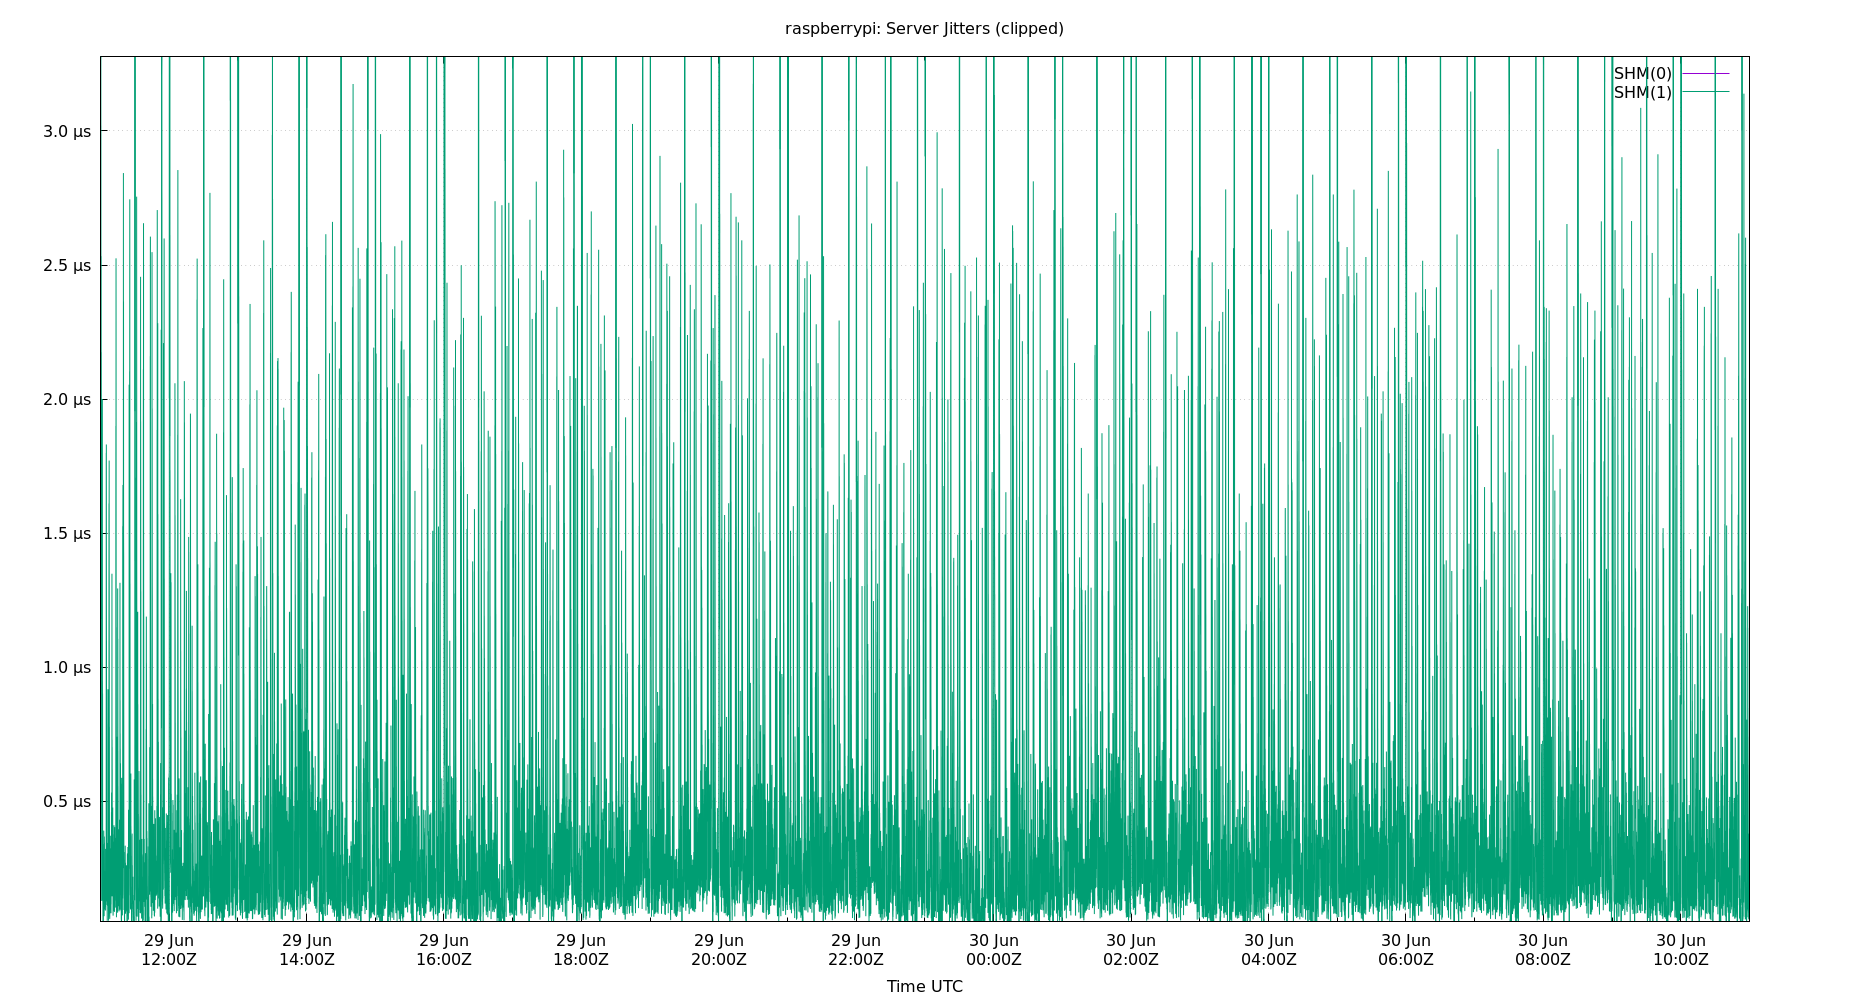 raspberrypi: Server Jitters (clipped)
SHM(0)
SHM(1)
3.0 μs
2.5 μs
2.0 μs
1.5 μs
1.0 μs
0.5 μs
29 Jun 29 Jun 29 Jun 29 Jun 29 Jun 29 Jun 30 Jun 30 Jun 30 Jun 30 Jun 30 Jun 30 Jun
12:00Z 14:00Z 16:00Z 18:00Z 20:00Z 22:00Z 00:00Z 02:00Z 04:00Z 06:00Z 08:00Z 10:00Z
Time UTC